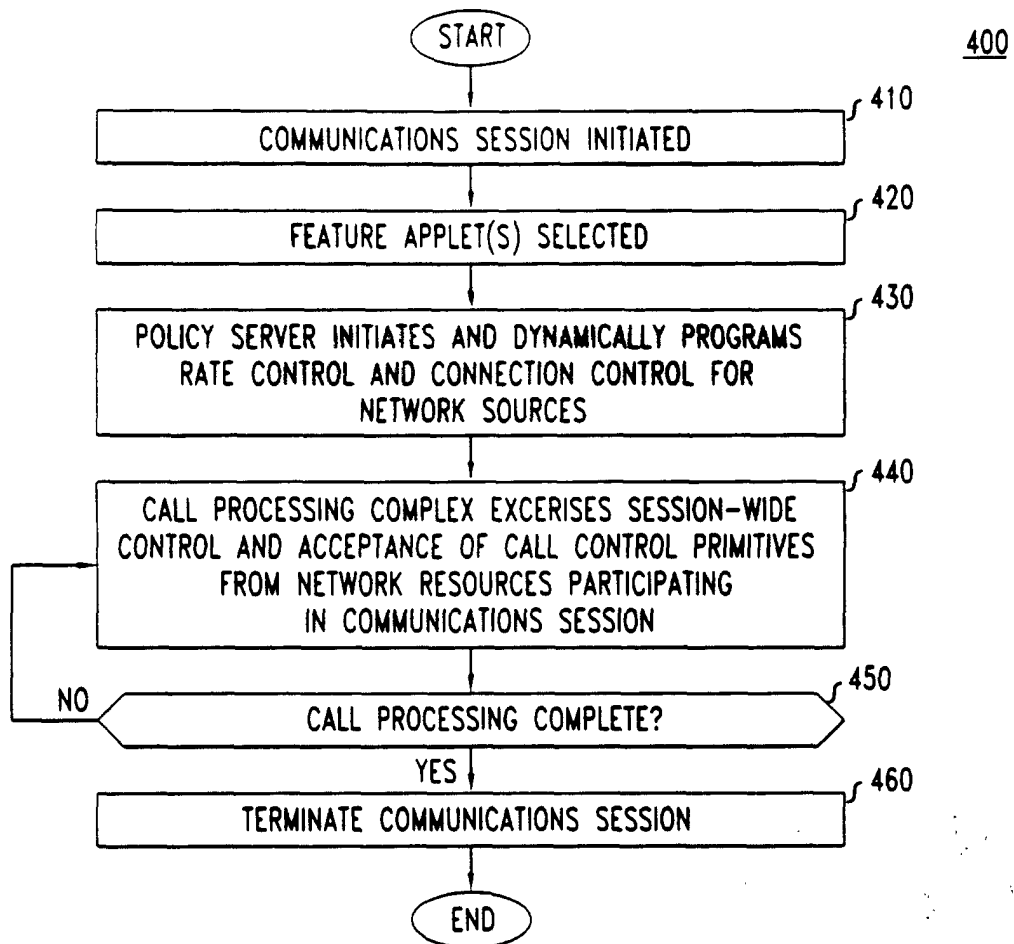 START
400
410
COMMUNICATIONS SESSION INITIATED
420
FEATURE APPLET(S) SELECTED
430
POLICY SERVER INITIATES AND DYNAMICALLY PROGRAMS
RATE CONTROL AND CONNECTION CONTROL FOR
NETWORK SOURCES
440
CALL PROCESSING COMPLEX EXCERISES SESSION-WIDE
CONTROL AND ACCEPTANCE OF CALL CONTROL PRIMITIVES
FROM NETWORK RESOURCES PARTICIPATING
IN COMMUNICATIONS SESSION
450
NO
CALL PROCESSING COMPLETE?
YES
460
TERMINATE COMMUNICATIONS SESSION
END